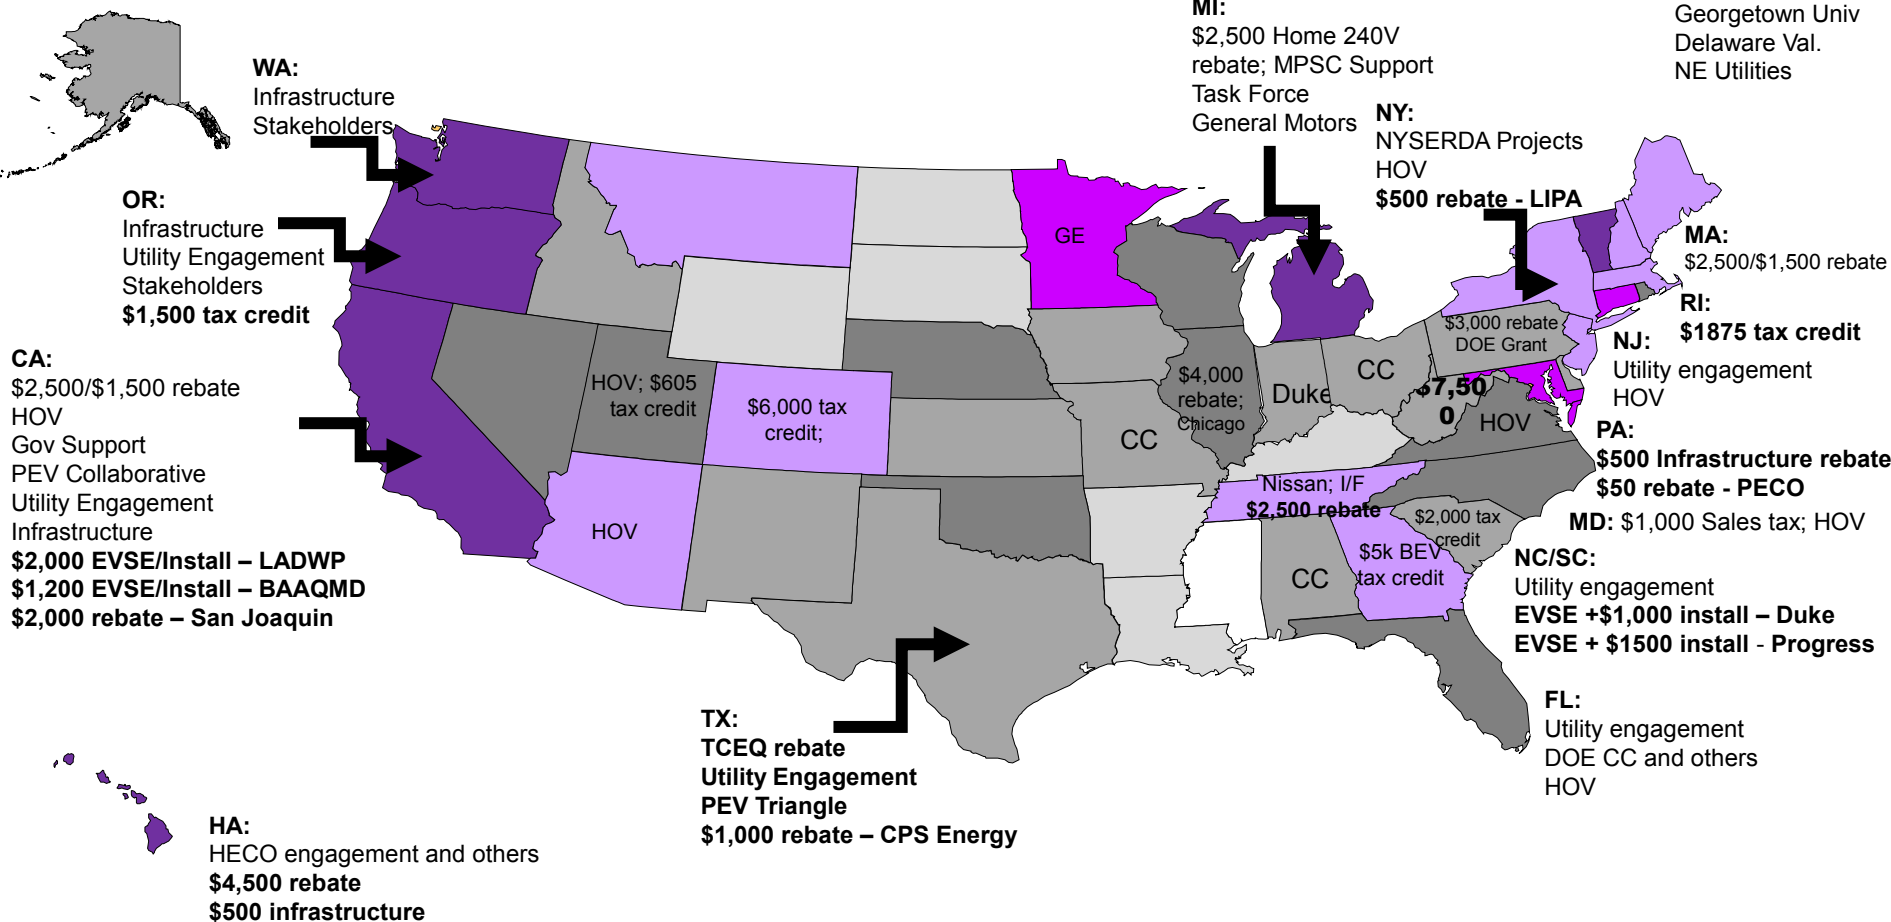 MI:
$2,500 Home 240V
rebate; MPSC Support
Task Force
General Motors
Georgetown Univ
Delaware Val.
NE Utilities
WA:
Infrastructure
Stakeholders
NY:
NYSERDA Projects
HOV
$500 rebate - LIPA
OR:
Infrastructure
Utility Engagement
Stakeholders
$1,500 tax credit
GE
MA:
$2,500/$1,500 rebate
RI:
$1875 tax credit
CA:
$2,500/$1,500 rebate
HOV
Gov Support
PEV Collaborative
Utility Engagement
Infrastructure
$2,000 EVSE/Install – LADWP
$1,200 EVSE/Install – BAAQMD
$2,000 rebate – San Joaquin
HOV; $605
tax credit
$6,000 tax
credit;
HOV
$4,000
rebate;
Chicago
Duke
CC
CC
$3,000 rebate
DOE Grant
$7,50
0
HOV
NJ:
Utility engagement
HOV
PA:
$500 Infrastructure rebate
$50 rebate - PECO
MD: $1,000 Sales tax; HOV
Nissan; I/F
$2,500 rebate
$2,000 tax
credit
$5k BEV
tax credit
CC
NC/SC:
Utility engagement
EVSE +$1,000 install – Duke
EVSE + $1500 install - Progress
FL:
Utility engagement
DOE CC and others
HOV
TX:
TCEQ rebate
Utility Engagement
PEV Triangle
$1,000 rebate – CPS Energy
HA:
HECO engagement and others
$4,500 rebate
$500 infrastructure